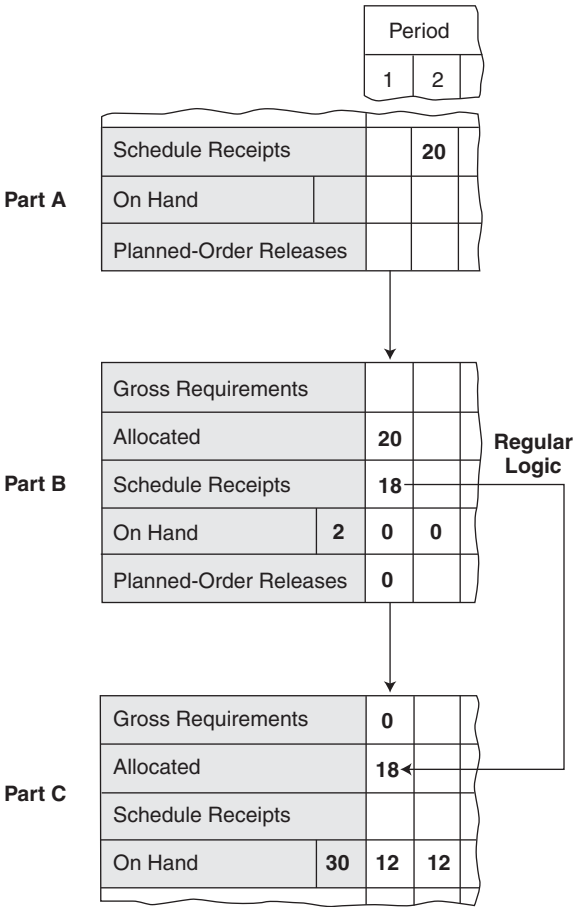 Period
1 2
Part A
Schedule Receipts 20
On Hand
Planned-Order Releases
Part B
Gross Requirements
Allocated 20
Regular
Logic
Schedule Receipts 18
On Hand 2 0 0
Planned-Order Releases 0
Part C
Gross Requirements 0
Allocated 18
Schedule Receipts
On Hand 30 12 12